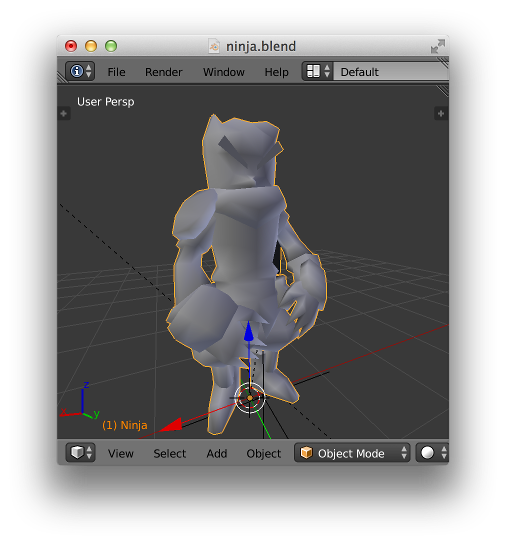 ninja.blend
File Render Window Help Default
User Persp
z
y
(1) Ninja
View Select Add Object Object Mode